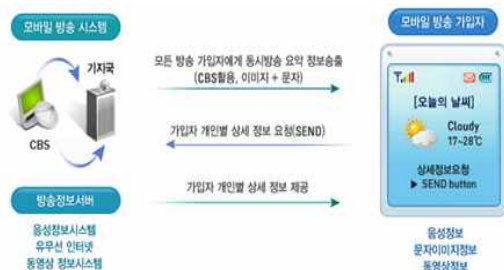 모바일 방송 시스템
기지국
CBS
방송정보서버
음성정보시스템
유무선 인터넷
동영상 정보시스템
모든 방송 가입자에게 동시방송 요약 정보송출
(CBS활용, 이미지 + 문자)
가입자 개인별 상세 정보 요청(SEND)
가입자 개인별 상세 정보 제공
모바일 방송 가입자
[오늘의 날씨]
Cloudy
17~28℃
상세정보요청
▶ SEND button
음성정보
문자이미지정보
동영상정보